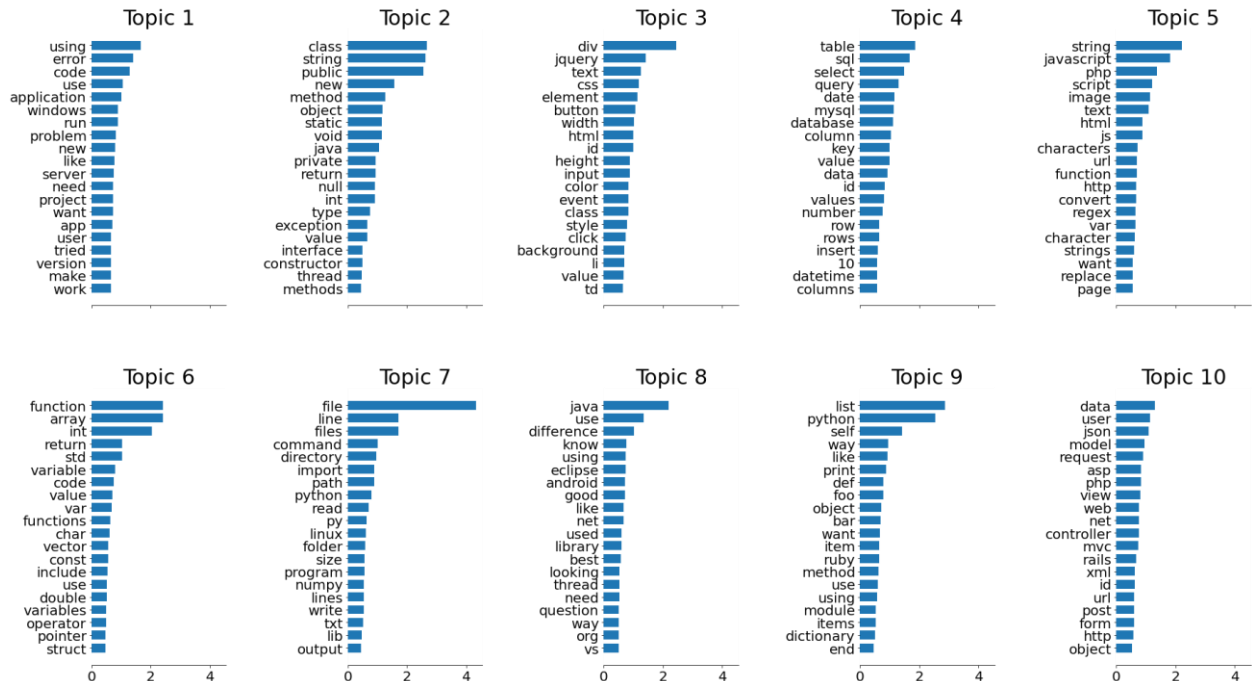 Topic 1
using
error
code
use
application
windows
run
problem
new
like
server
need
project
want
app
user
tried
version
make
work
0 2 4
Topic 2
class
string
public
new
method
object
static
void
java
private
return
null
int
type
exception
value
interface
constructor
thread
methods
0 2 4
Topic 3
div
jquery
text
css
element
button
width
html
id
height
input
color
event
class
style
click
background
li
value
td
0 2 4
Topic 4
table
sql
select
query
date
mysql
database
column
key
value
data
id
values
number
row
rows
insert
10
datetime
columns
0 2 4
Topic 5
string
javascript
php
script
image
text
html
js
characters
url
function
http
convert
regex
var
character
strings
want
replace
page
0 2 4
Topic 6
function
array
int
return
std
variable
code
value
var
functions
char
vector
const
include
use
double
variables
operator
pointer
struct
0 2 4
Topic 7
file
line
files
command
directory
import
path
python
read
py
linux
folder
size
program
numpy
lines
write
txt
lib
output
0 2 4
Topic 8
java
use
difference
know
using
eclipse
android
good
like
net
used
library
best
looking
thread
need
question
way
org
vs
0 2 4
Topic 9
list
python
self
way
like
print
def
foo
object
bar
want
item
ruby
method
use
using
module
items
dictionary
end
0 2 4
Topic 10
data
user
json
model
request
asp
php
view
web
net
controller
mvc
rails
xml
id
url
post
form
http
object
0 2 4